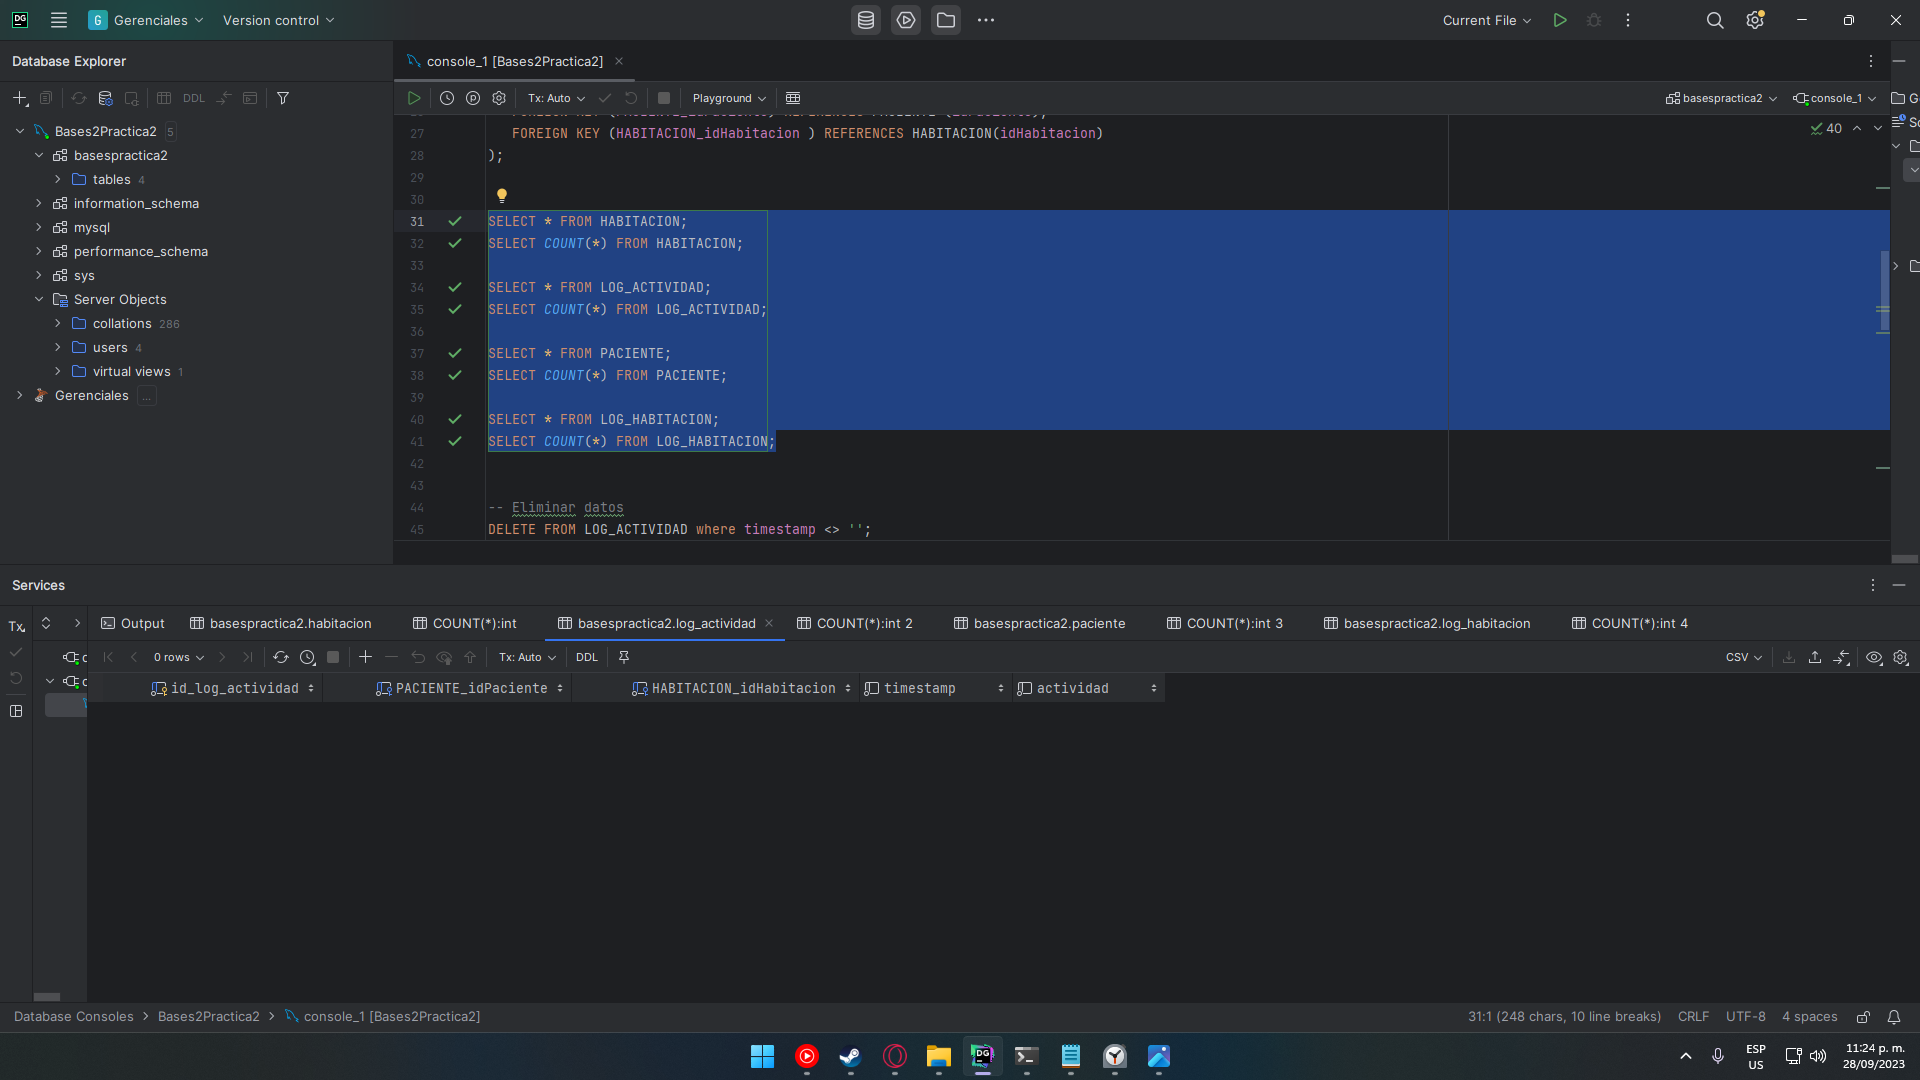 DG
G Gerenciales Version control
Current File
Database Explorer
DDL
Bases2Practica2 5
basespractica2
tables 4
information_schema
mysql
performance_schema
sys
Server Objects
collations 286
users 4
virtual views 1
Gerenciales ...
console_1 [Bases2Practica2]
Tx: Auto Playground basespractica2 console_1
40
27 FOREIGN KEY (HABITACION_idHabitacion ) REFERENCES HABITACION(idHabitacion)
28 );
29
30
31 SELECT * FROM HABITACION;
32 SELECT COUNT(*) FROM HABITACION;
33
34 SELECT * FROM LOG_ACTIVIDAD;
35 SELECT COUNT(*) FROM LOG_ACTIVIDAD;
36
37 SELECT * FROM PACIENTE;
38 SELECT COUNT(*) FROM PACIENTE;
39
40 SELECT * FROM LOG_HABITACION;
41 SELECT COUNT(*) FROM LOG_HABITACION;
42
43
44 -- Eliminar datos
45 DELETE FROM LOG_ACTIVIDAD where timestamp <> '';
Services
Tx
Output basespractica2.habitacion COUNT(*):int basespractica2.log_actividad COUNT(*):int 2 basespractica2.paciente COUNT(*):int 3 basespractica2.log_habitacion COUNT(*):int 4
0 rows Tx: Auto DDL CSV
id_log_actividad PACIENTE_idPaciente HABITACION_idHabitacion timestamp actividad
Database Consoles > Bases2Practica2 > console_1 [Bases2Practica2]
31:1 (248 chars, 10 line breaks) CRLF UTF-8 4 spaces
DG
ESP
US
11:24 p. m.
28/09/2023